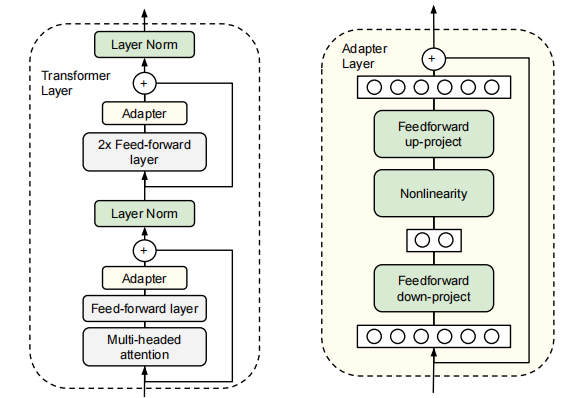 Layer Norm
Transformer
Layer
+
Adapter
2x Feed-forward
layer
Layer Norm
+
Adapter
Feed-forward layer
Multi-headed
attention
Adapter
Layer
+
Feedforward
up-project
Nonlinearity
Feedforward
down-project